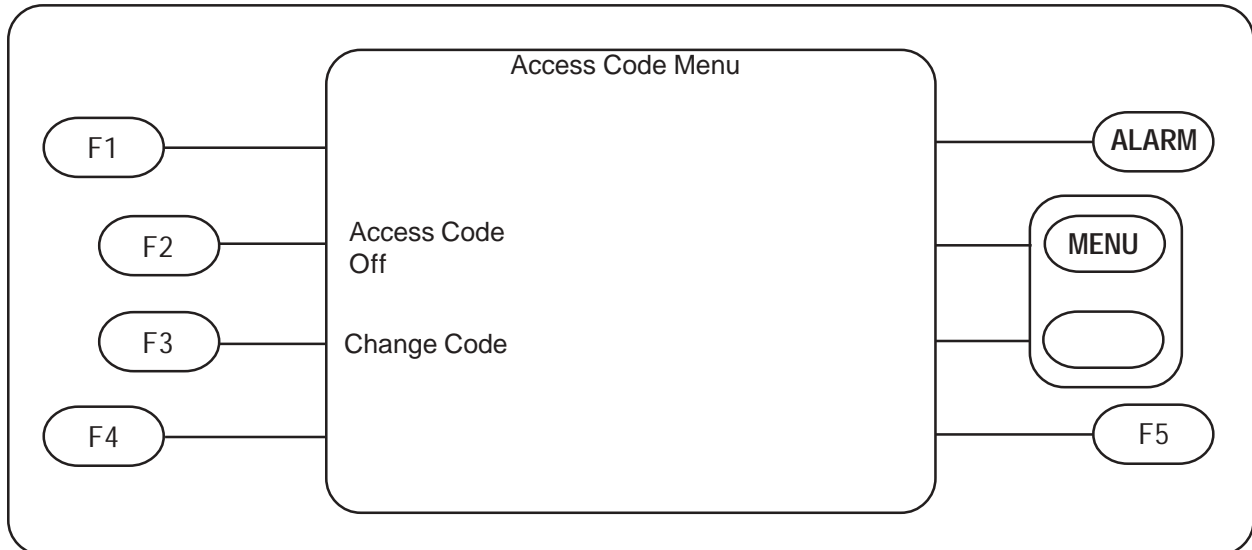 Access Code Menu
F1
ALARM
F2
Access Code
Off
MENU
F3
Change Code
F4
F5